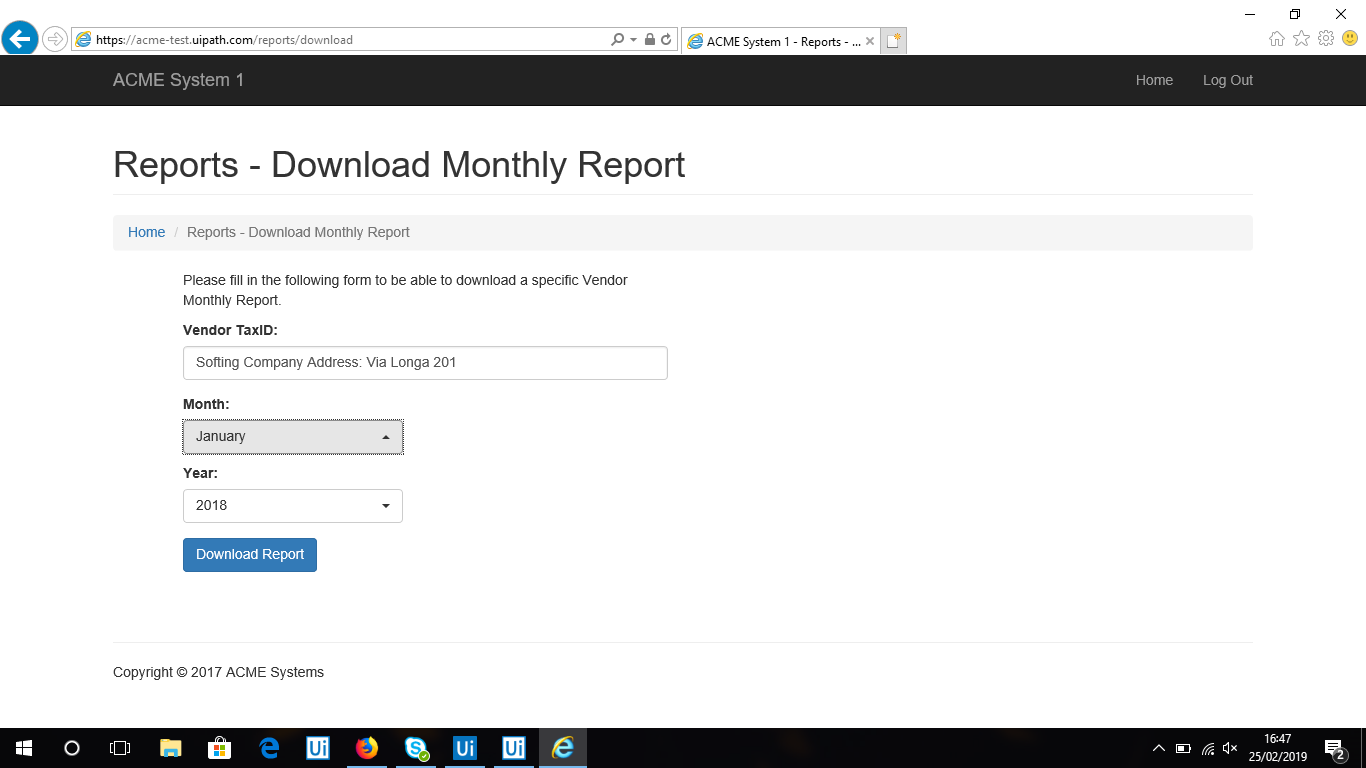 https://acme-test.uipath.com/reports/download
ACME System 1 - Reports - ...
ACME System 1
Home
Log Out
Reports - Download Monthly Report
Home / Reports - Download Monthly Report
Please fill in the following form to be able to download a specific Vendor
Monthly Report.
Vendor TaxID:
Softing Company Address: Via Longa 201
Month:
January
Year:
2018
Download Report
Copyright © 2017 ACME Systems
Ui
Ui
Ui
16:47
25/02/2019
2